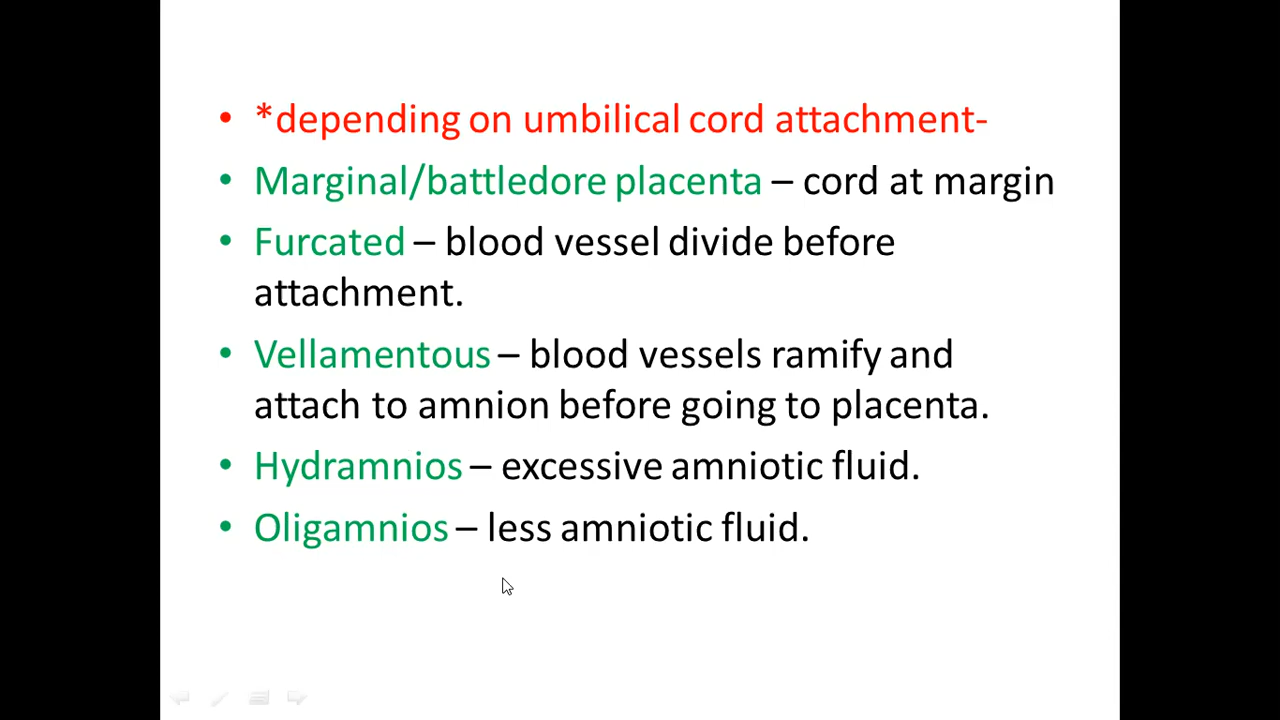 • *depending on umbilical cord attachment-
• Marginal/battledore placenta – cord at margin
• Furcated – blood vessel divide before
attachment.
• Vellamentous – blood vessels ramify and
attach to amnion before going to placenta.
• Hydramnios – excessive amniotic fluid.
• Oligamnios – less amniotic fluid.